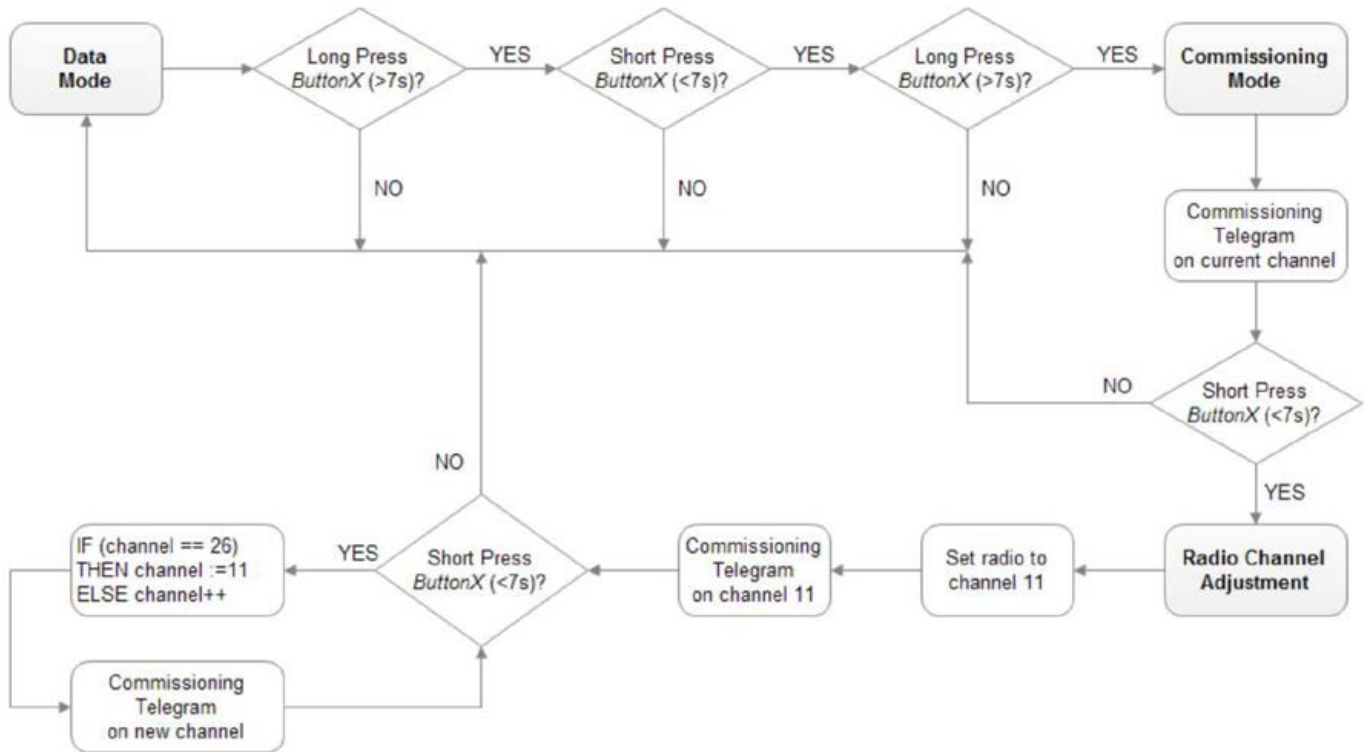 Data
Mode
Long Press
ButtonX (>7s)?
YES
Short Press
ButtonX (<7s)?
YES
Long Press
ButtonX (>7s)?
YES
Commissioning
Mode
NO
NO
NO
Commissioning
Telegram
on current channel
NO
Short Press
ButtonX (<7s)?
YES
Radio Channel
Adjustment
Set radio to
channel 11
Commissioning
Telegram
on channel 11
Short Press
ButtonX (<7s)?
NO
YES
IF (channel == 26)
THEN channel :=11
ELSE channel++
Commissioning
Telegram
on new channel